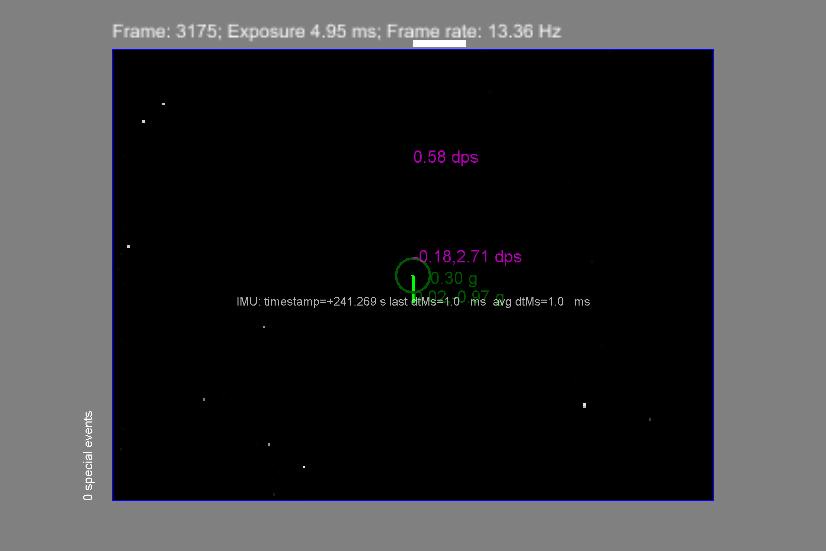 Frame: 3175; Exposure 4.95 ms; Frame rate: 13.36 Hz
0.58 dps
-0.18,2.71 dps
0.30 g
IMU: timestamp=+241.269 s last dtMs=1.0 ms avg dtMs=1.0 ms
0 special events